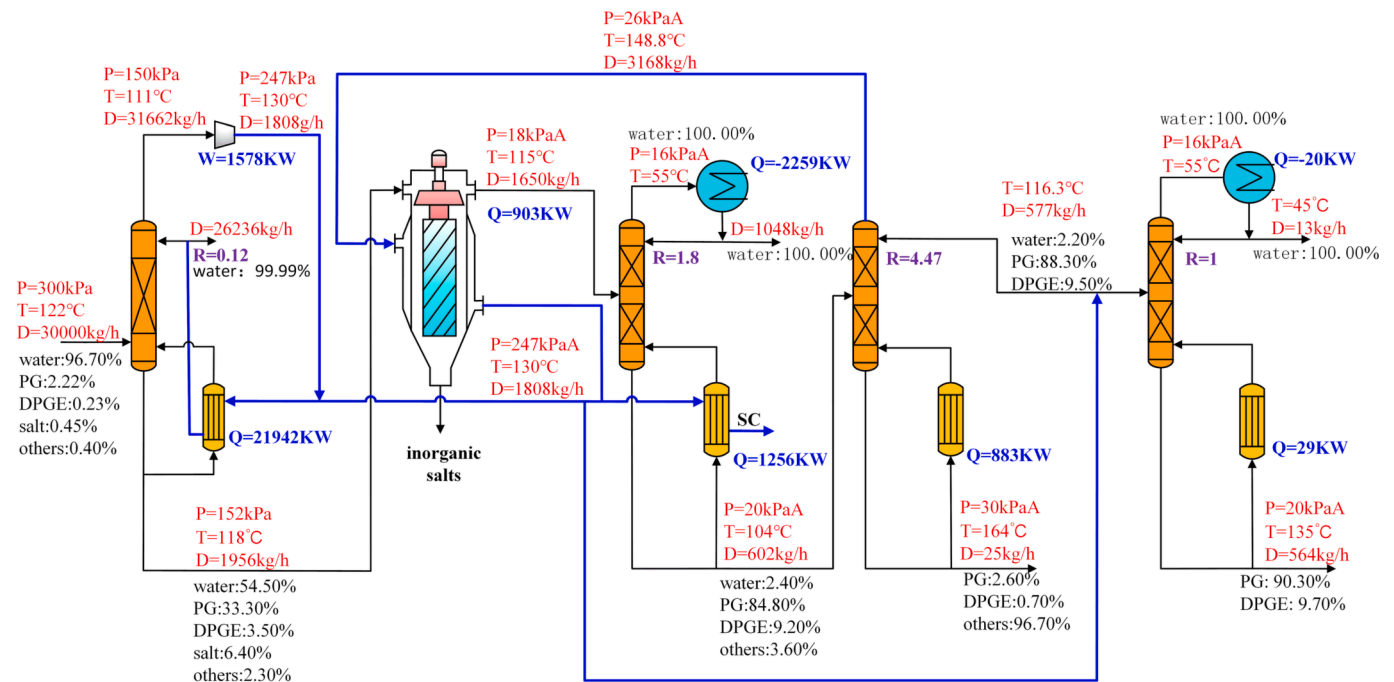 P=26kPaA
T=148.8℃
D=3168kg/h
P=150kPa
T=111℃
D=31662kg/h
P=247kPa
T=130℃
D=1808g/h
W=1578KW
D=26236kg/h
R=0.12
water: 99.99%
P=300kPa
T=122℃
D=30000kg/h
water:96.70%
PG:2.22%
DPGE:0.23%
salt:0.45%
others:0.40%
Q=21942KW
P=152kPa
T=118℃
D=1956kg/h
water:54.50%
PG:33.30%
DPGE:3.50%
salt:6.40%
others:2.30%
P=18kPaA
T=115℃
D=1650kg/h
Q=903KW
inorganic
salts
P=247kPaA
T=130℃
D=1808kg/h
water:100.00%
P=16kPaA
T=55℃
Q=-2259KW
D=1048kg/h
R=1.8
water:100.00%
SC
Q=1256KW
P=20kPaA
T=104℃
D=602kg/h
water:2.40%
PG:84.80%
DPGE:9.20%
others:3.60%
R=4.47
T=116.3℃
D=577kg/h
water:2.20%
PG:88.30%
DPGE:9.50%
Q=883KW
P=30kPaA
T=164℃
D=25kg/h
PG:2.60%
DPGE:0.70%
others:96.70%
water:100.00%
P=16kPaA
T=55℃
Q=-20KW
T=45℃
D=13kg/h
R=1
water:100.00%
Q=29KW
P=20kPaA
T=135℃
D=564kg/h
PG: 90.30%
DPGE: 9.70%